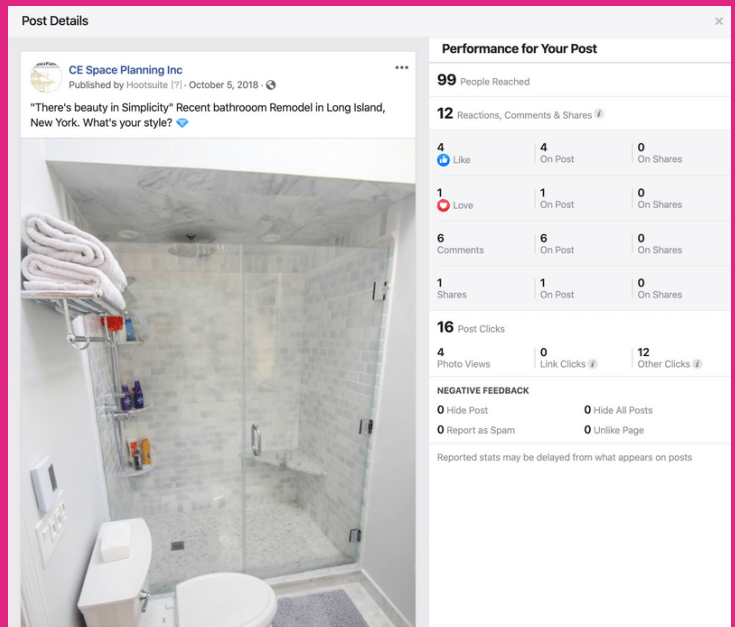 Post Details
×
CE Space Planning Inc
Published by Hootsuite [?] · October 5, 2018 ·
"There's beauty in Simplicity" Recent bathrooom Remodel in Long Island,
New York. What's your style? 💎
Performance for Your Post
99 People Reached
12 Reactions, Comments & Shares
4 4 0
Like On Post On Shares
1 1 0
Love On Post On Shares
6 6 0
Comments On Post On Shares
1 1 0
Shares On Post On Shares
16 Post Clicks
4 0 12
Photo Views Link Clicks Other Clicks
NEGATIVE FEEDBACK
0 Hide Post 0 Hide All Posts
0 Report as Spam 0 Unlike Page
Reported stats may be delayed from what appears on posts